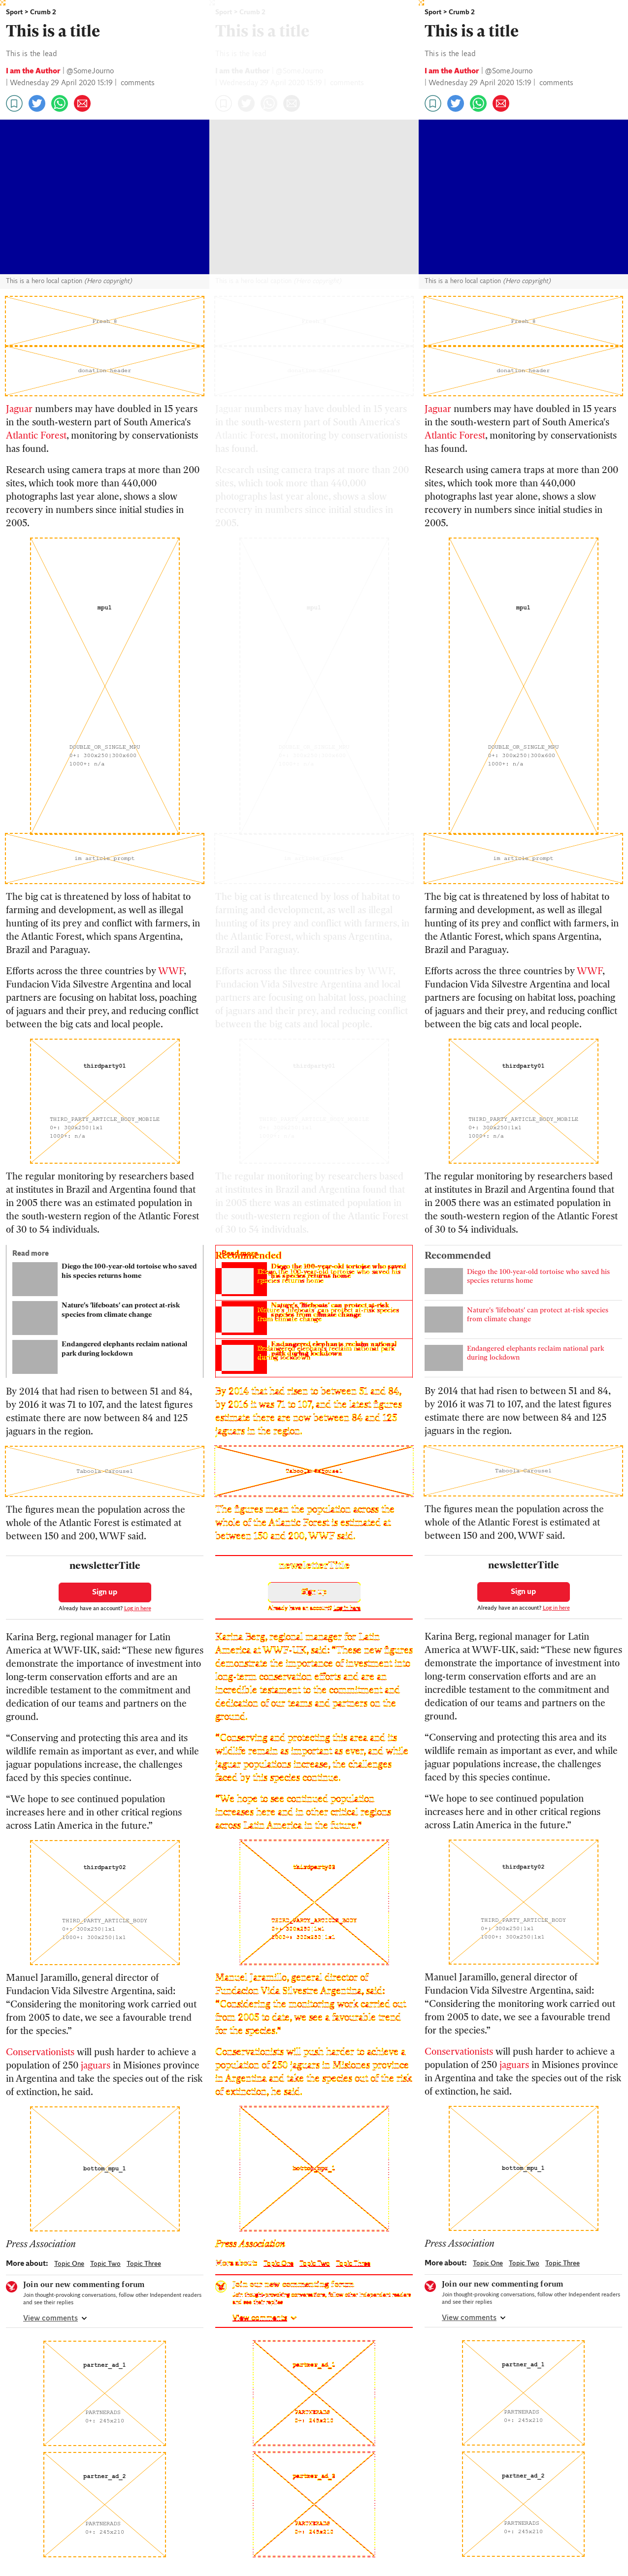 Sport > Crumb 2
This is a title
This is the lead
I am the Author | @SomeJourno
| Wednesday 29 April 2020 15:19 | comments
This is a hero local caption (Hero copyright)
donation header
Jaguar numbers may have doubled in 15 years
in the south-western part of South America's
Atlantic Forest, monitoring by conservationists
has found.
Research using camera traps at more than 200
sites, which took more than 440,000
photographs last year alone, shows a slow
recovery in numbers since initial studies in
2005.
mpu1
DOUBLE_OR_SINGLE_MPU
0+: 300x250|300x600
1000+: n/a
im article prompt
The big cat is threatened by loss of habitat to
farming and development, as well as illegal
hunting of its prey and conflict with farmers, in
the Atlantic Forest, which spans Argentina,
Brazil and Paraguay.
Efforts across the three countries by WWF,
Fundacion Vida Silvestre Argentina and local
partners are focusing on habitat loss, poaching
of jaguars and their prey, and reducing conflict
between the big cats and local people.
thirdparty01
THIRD_PARTY_ARTICLE_BODY_MOBILE
0+: 300x250|1x1
1000+: n/a
The regular monitoring by researchers based
at institutes in Brazil and Argentina found that
in 2005 there was an estimated population in
the south-western region of the Atlantic Forest
of 30 to 54 individuals.
Read more
Diego the 100-year-old tortoise who saved
his species returns home
Nature's 'lifeboats' can protect at-risk
species from climate change
Endangered elephants reclaim national
park during lockdown
By 2014 that had risen to between 51 and 84,
by 2016 it was 71 to 107, and the latest figures
estimate there are now between 84 and 125
jaguars in the region.
Taboola Carousel
The figures mean the population across the
whole of the Atlantic Forest is estimated at
between 150 and 200, WWF said.
newsletterTitle
Sign up
Already have an account? Log in here
Karina Berg, regional manager for Latin
America at WWF-UK, said: “These new figures
demonstrate the importance of investment into
long-term conservation efforts and are an
incredible testament to the commitment and
dedication of our teams and partners on the
ground.
“Conserving and protecting this area and its
wildlife remain as important as ever, and while
jaguar populations increase, the challenges
faced by this species continue.
“We hope to see continued population
increases here and in other critical regions
across Latin America in the future.”
thirdparty02
THIRD_PARTY_ARTICLE_BODY
0+: 300x250|1x1
1000+: 300x250|1x1
Manuel Jaramillo, general director of
Fundacion Vida Silvestre Argentina, said:
“Considering the monitoring work carried out
from 2005 to date, we see a favourable trend
for the species.”
Conservationists will push harder to achieve a
population of 250 jaguars in Misiones province
in Argentina and take the species out of the risk
of extinction, he said.
bottom_mpu_1
Press Association
More about: Topic One Topic Two Topic Three
Join our new commenting forum
Join thought-provoking conversations, follow other Independent readers
and see their replies
View comments
partner_ad_1
PARTNERADS
0+: 245x210
partner_ad_2
PARTNERADS
0+: 245x210
Sport > Crumb 2
This is a title
This is the lead
I am the Author | @SomeJourno
| Wednesday 29 April 2020 15:19 | comments
This is a hero local caption (Hero copyright)
Jaguar numbers may have doubled in 15 years
in the south-western part of South America's
Atlantic Forest, monitoring by conservationists
has found.
Research using camera traps at more than 200
sites, which took more than 440,000
photographs last year alone, shows a slow
recovery in numbers since initial studies in
2005.
mpu1
The big cat is threatened by loss of habitat to
farming and development, as well as illegal
hunting of its prey and conflict with farmers, in
the Atlantic Forest, which spans Argentina,
Brazil and Paraguay.
Efforts across the three countries by WWF,
Fundacion Vida Silvestre Argentina and local
partners are focusing on habitat loss, poaching
of jaguars and their prey, and reducing conflict
between the big cats and local people.
thirdparty01
The regular monitoring by researchers based
at institutes in Brazil and Argentina found that
in 2005 there was an estimated population in
the south-western region of the Atlantic Forest
of 30 to 54 individuals.
Recommended
By 2014 that had risen to between 51 and 84,
by 2016 it was 71 to 107, and the latest figures
estimate there are now between 84 and 125
jaguars in the region.
Taboola Carousel
The figures mean the population across the
whole of the Atlantic Forest is estimated at
between 150 and 200, WWF said.
newsletterTitle
Sign up
Already have an account? Log in here
Karina Berg, regional manager for Latin
America at WWF-UK, said: “These new figures
demonstrate the importance of investment into
long-term conservation efforts and are an
incredible testament to the commitment and
dedication of our teams and partners on the
ground.
“Conserving and protecting this area and its
wildlife remain as important as ever, and while
jaguar populations increase, the challenges
faced by this species continue.
“We hope to see continued population
increases here and in other critical regions
across Latin America in the future.”
thirdparty02
THIRD_PARTY_ARTICLE_BODY
0+: 300x250|1x1
1000+: 300x250|1x1
Manuel Jaramillo, general director of
Fundacion Vida Silvestre Argentina, said:
“Considering the monitoring work carried out
from 2005 to date, we see a favourable trend
for the species.”
Conservationists will push harder to achieve a
population of 250 jaguars in Misiones province
in Argentina and take the species out of the risk
of extinction, he said.
bottom_mpu_1
Press Association
More about: Topic One Topic Two Topic Three
Join our new commenting forum
Join thought-provoking conversations, follow other Independent readers
and see their replies
View comments
partner_ad_1
PARTNERADS
0+: 245x210
partner_ad_2
PARTNERADS
0+: 245x210
Sport > Crumb 2
This is a title
This is the lead
I am the Author | @SomeJourno
| Wednesday 29 April 2020 15:19 | comments
This is a hero local caption (Hero copyright)
donation header
Jaguar numbers may have doubled in 15 years
in the south-western part of South America's
Atlantic Forest, monitoring by conservationists
has found.
Research using camera traps at more than 200
sites, which took more than 440,000
photographs last year alone, shows a slow
recovery in numbers since initial studies in
2005.
mpu1
DOUBLE_OR_SINGLE_MPU
0+: 300x250|300x600
1000+: n/a
im article prompt
The big cat is threatened by loss of habitat to
farming and development, as well as illegal
hunting of its prey and conflict with farmers, in
the Atlantic Forest, which spans Argentina,
Brazil and Paraguay.
Efforts across the three countries by WWF,
Fundacion Vida Silvestre Argentina and local
partners are focusing on habitat loss, poaching
of jaguars and their prey, and reducing conflict
between the big cats and local people.
thirdparty01
THIRD_PARTY_ARTICLE_BODY_MOBILE
0+: 300x250|1x1
1000+: n/a
The regular monitoring by researchers based
at institutes in Brazil and Argentina found that
in 2005 there was an estimated population in
the south-western region of the Atlantic Forest
of 30 to 54 individuals.
Recommended
Diego the 100-year-old tortoise who saved his
species returns home
Nature's 'lifeboats' can protect at-risk species
from climate change
Endangered elephants reclaim national park
during lockdown
By 2014 that had risen to between 51 and 84,
by 2016 it was 71 to 107, and the latest figures
estimate there are now between 84 and 125
jaguars in the region.
Taboola Carousel
The figures mean the population across the
whole of the Atlantic Forest is estimated at
between 150 and 200, WWF said.
newsletterTitle
Sign up
Already have an account? Log in here
Karina Berg, regional manager for Latin
America at WWF-UK, said: “These new figures
demonstrate the importance of investment into
long-term conservation efforts and are an
incredible testament to the commitment and
dedication of our teams and partners on the
ground.
“Conserving and protecting this area and its
wildlife remain as important as ever, and while
jaguar populations increase, the challenges
faced by this species continue.
“We hope to see continued population
increases here and in other critical regions
across Latin America in the future.”
thirdparty02
THIRD_PARTY_ARTICLE_BODY
0+: 300x250|1x1
1000+: 300x250|1x1
Manuel Jaramillo, general director of
Fundacion Vida Silvestre Argentina, said:
“Considering the monitoring work carried out
from 2005 to date, we see a favourable trend
for the species.”
Conservationists will push harder to achieve a
population of 250 jaguars in Misiones province
in Argentina and take the species out of the risk
of extinction, he said.
bottom_mpu_1
Press Association
More about: Topic One Topic Two Topic Three
Join our new commenting forum
Join thought-provoking conversations, follow other Independent readers
and see their replies
View comments
partner_ad_1
PARTNERADS
0+: 245x210
partner_ad_2
PARTNERADS
0+: 245x210